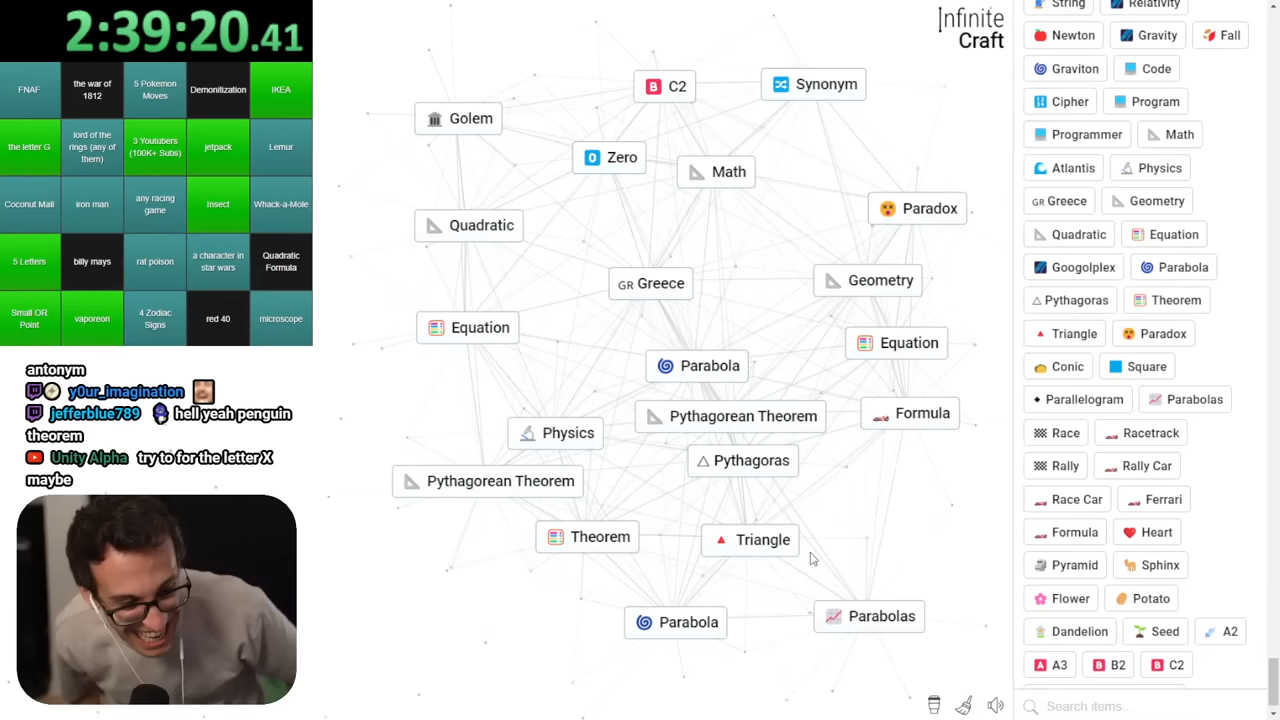 2:39:20.41
FNAF
the war of
1812
5 Pokemon
Moves
Demonitization
IKEA
the letter G
lord of the
rings (any of
them)
3 Youtubers
(100K+ Subs)
jetpack
Lemur
Coconut Mall
iron man
any racing
game
Insect
Whack-a-Mole
5 Letters
billy mays
rat poison
a character in
star wars
Quadratic
Formula
Small OR
Point
vaporeon
4 Zodiac
Signs
red 40
microscope
antonym
y0ur_imagination
jefferblue789 hell yeah penguin
theorem
Unity Alpha try to for the letter X
maybe
Infinite
Craft
C2
Synonym
Golem
0 Zero
Math
Paradox
Quadratic
GR Greece
Geometry
Equation
Equation
Parabola
Pythagorean Theorem
Formula
Physics
Pythagoras
Pythagorean Theorem
Theorem
Triangle
Parabola
Parabolas
String Relativity
Newton Gravity Fall
Graviton Code
Cipher Program
Programmer Math
Atlantis Physics
GR Greece Geometry
Quadratic Equation
Googolplex Parabola
Pythagoras Theorem
Triangle Paradox
Conic Square
Parallelogram Parabolas
Race Racetrack
Rally Rally Car
Race Car Ferrari
Formula Heart
Pyramid Sphinx
Flower Potato
Dandelion Seed A2
A A3 B B2 B C2
Search items...